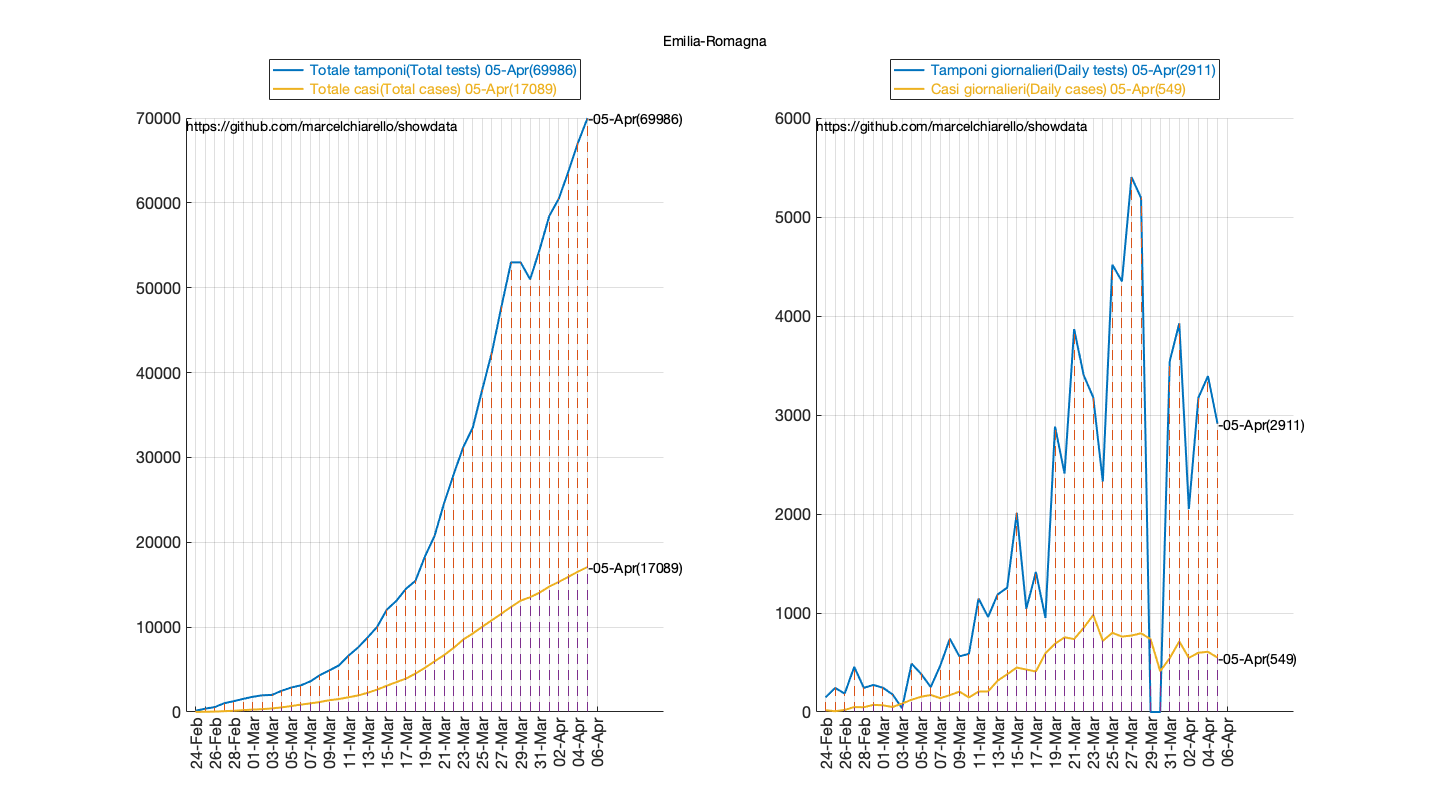 Emilia-Romagna
Totale tamponi(Total tests) 05-Apr(69986)
Totale casi(Total cases) 05-Apr(17089)
70000
60000
50000
40000
30000
20000
10000
0
https://github.com/marcelchiarello/showdata
-05-Apr(69986)
-05-Apr(17089)
24-Feb
26-Feb
28-Feb
01-Mar
03-Mar
05-Mar
07-Mar
09-Mar
11-Mar
13-Mar
15-Mar
17-Mar
19-Mar
21-Mar
23-Mar
25-Mar
27-Mar
29-Mar
31-Mar
02-Apr
04-Apr
06-Apr
Tamponi giornalieri(Daily tests) 05-Apr(2911)
Casi giornalieri(Daily cases) 05-Apr(549)
6000
5000
4000
3000
2000
1000
0
https://github.com/marcelchiarello/showdata
-05-Apr(2911)
-05-Apr(549)
24-Feb
26-Feb
28-Feb
01-Mar
03-Mar
05-Mar
07-Mar
09-Mar
11-Mar
13-Mar
15-Mar
17-Mar
19-Mar
21-Mar
23-Mar
25-Mar
27-Mar
29-Mar
31-Mar
02-Apr
04-Apr
06-Apr